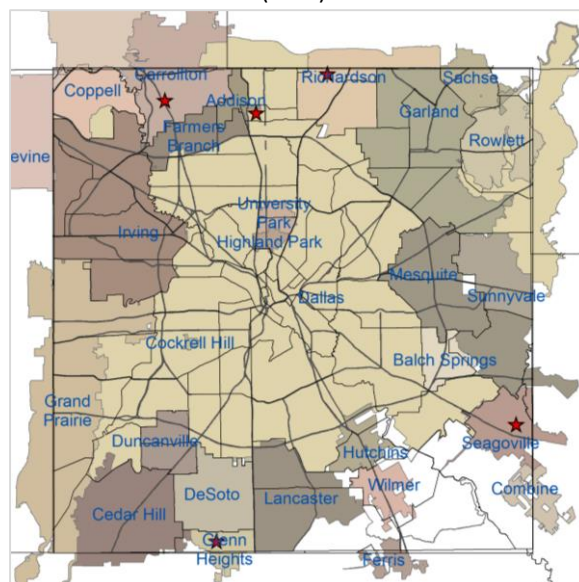 Carrollton
Richardson
Sachse
Coppell
Addison
Garland
Farmers
Branch
Rowlett
evine
University
Park
Irving
Highland Park
Mesquite
Sunnyvale
Dallas
Cockrell Hill
Balch Springs
Grand
Prairie
Duncanville
Hutchins
Seagoville
DeSoto
Lancaster
Wilmer
Combine
Cedar Hill
Glenn
Heights
Ferris